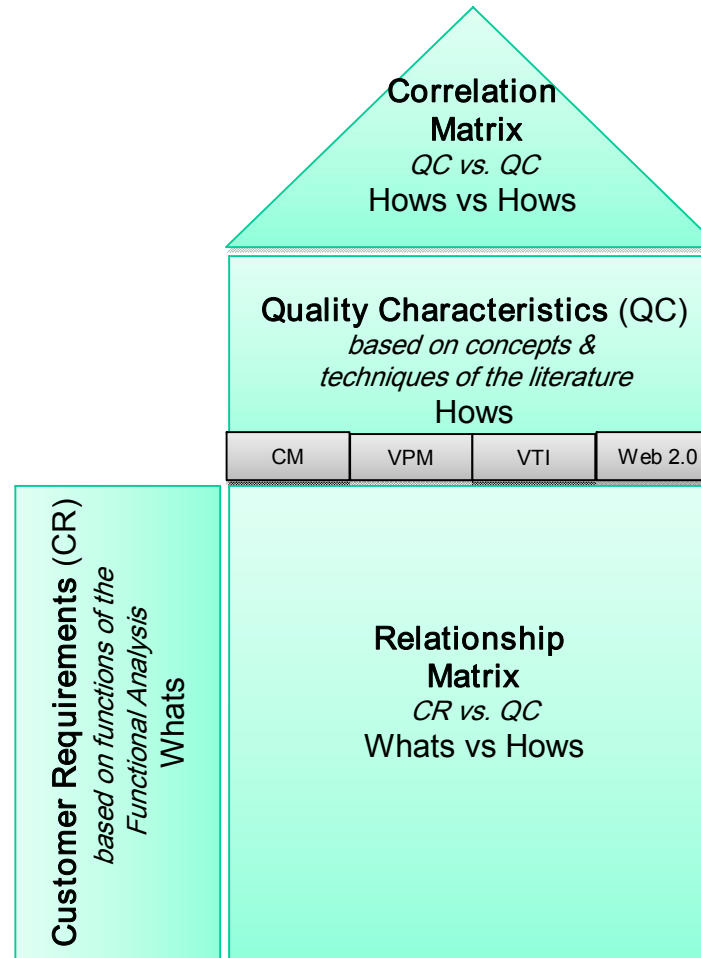 Correlation
Matrix
QC vs. QC
Hows vs Hows
Quality Characteristics (QC)
based on concepts &
techniques of the literature
Hows
CM
VPM
VTI
Web 2.0
Customer Requirements (CR)
based on functions of the
Functional Analysis
Whats
Relationship
Matrix
CR vs. QC
Whats vs Hows